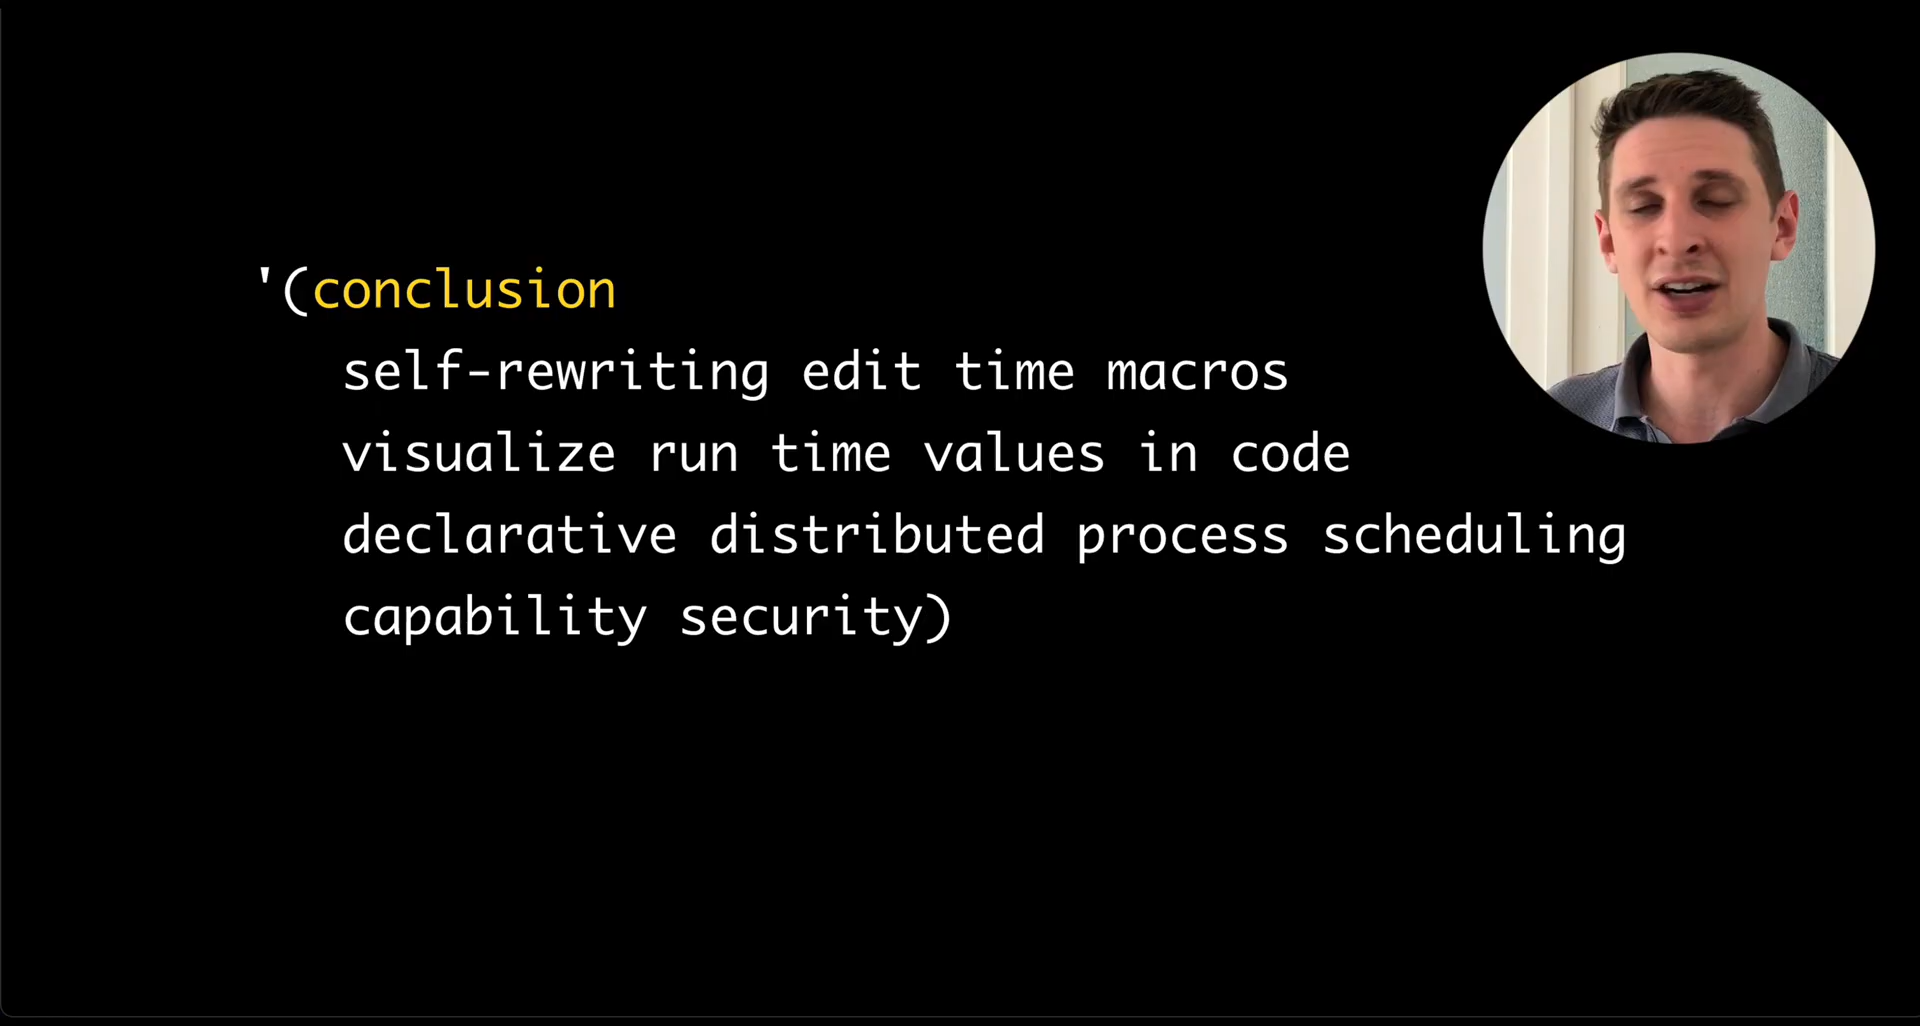 '(conclusion
self-rewriting edit time macros
visualize run time values in code
declarative distributed process scheduling
capability security)